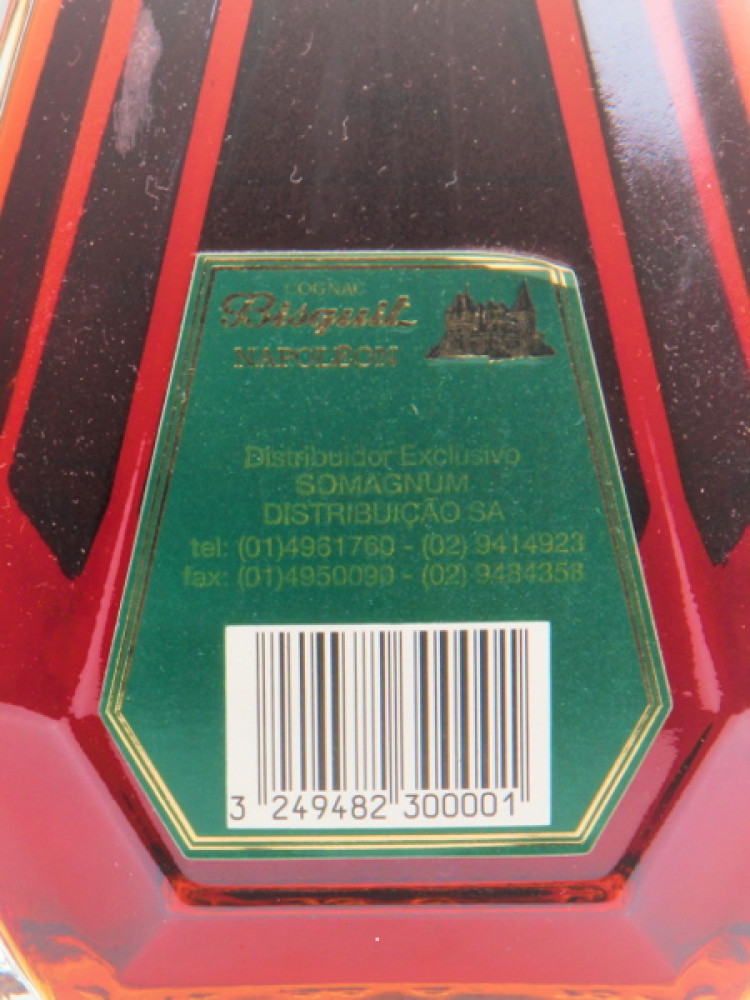 COGNAC
Bisquit
NAPOLÉON
Distribuidor Exclusivo
SOMAGNUM
DISTRIBUIÇÃO SA
tel: (01)4961760 - (02) 9414923
fax: (01)4950090 - (02) 9484358
3 249482 300001